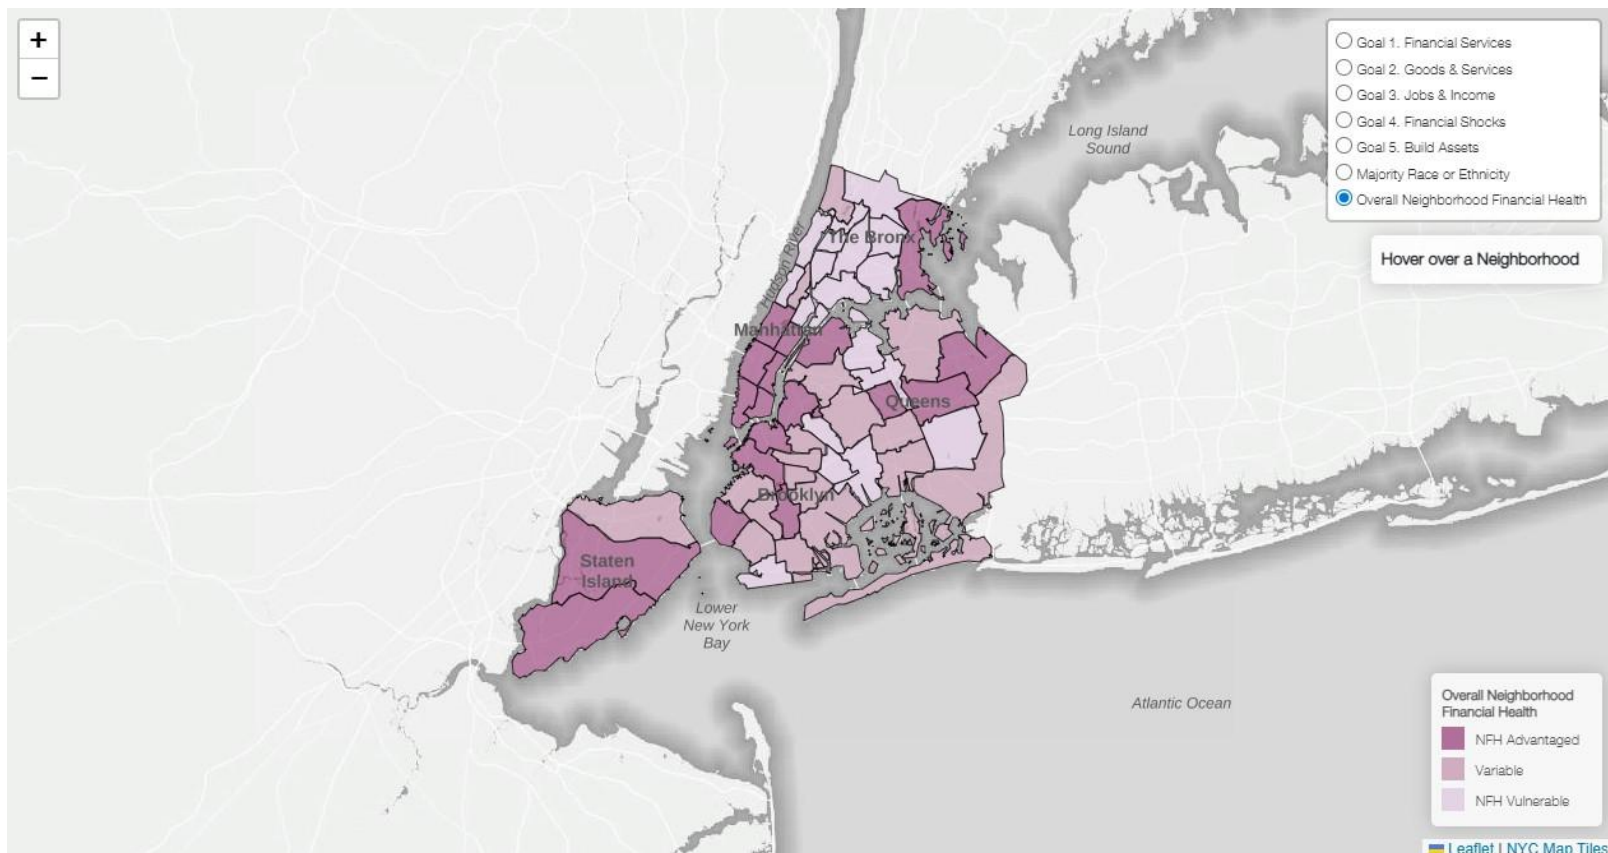 +
−
Goal 1. Financial Services
Goal 2. Goods & Services
Goal 3. Jobs & Income
Goal 4. Financial Shocks
Goal 5. Build Assets
Majority Race or Ethnicity
Overall Neighborhood Financial Health
Hover over a Neighborhood
Long Island
Sound
The Bronx
Hudson River
Manhattan
Queens
Brooklyn
Staten
Island
Lower
New York
Bay
Atlantic Ocean
Overall Neighborhood
Financial Health
NFH Advantaged
Variable
NFH Vulnerable
Leaflet | NYC Map Tiles